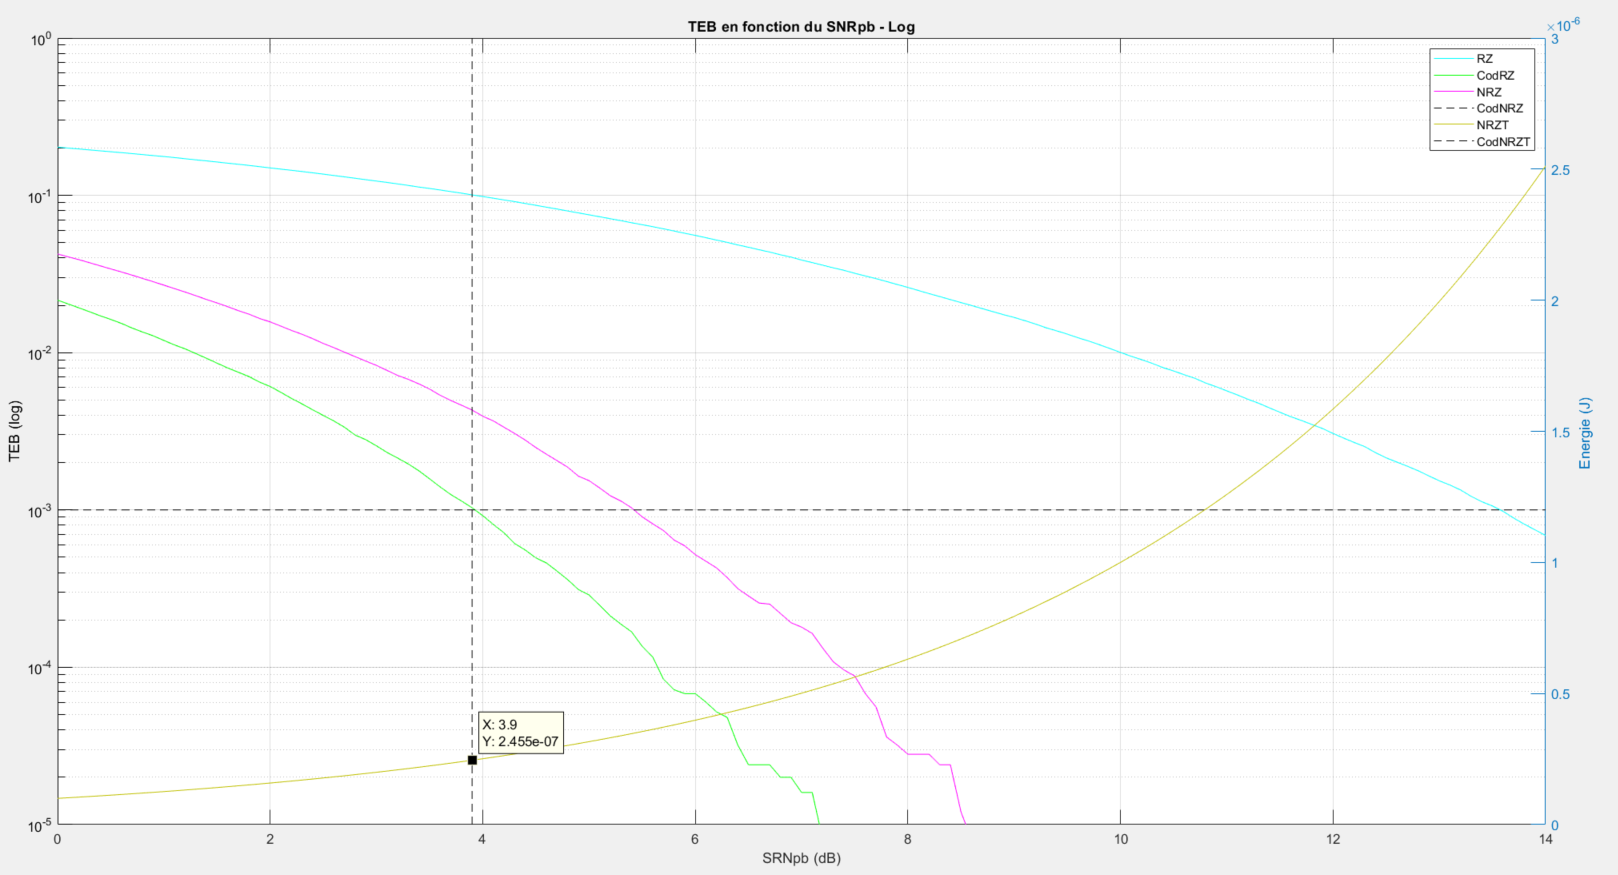 TEB en fonction du SNRpb - Log
×10^-6
10^0
10^-1
10^-2
10^-3
10^-4
10^-5
TEB (log)
3
2.5
2
1.5
1
0.5
0
Energie (J)
RZ
CodRZ
NRZ
CodNRZ
NRZT
CodNRZT
X: 3.9
Y: 2.455e-07
0 2 4 6 8 10 12 14
SRNpb (dB)